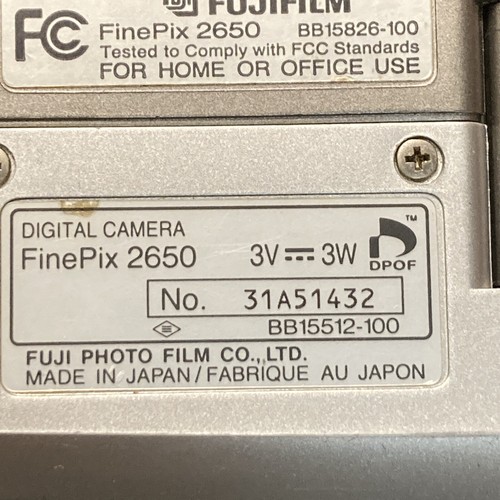 FUJIFILM
FC FinePix 2650 BB15826-100
Tested to Comply with FCC Standards
FOR HOME OR OFFICE USE
DIGITAL CAMERA
FinePix 2650 3V 3W DPOF TM
No. 31A51432
BB15512-100
FUJI PHOTO FILM CO.,LTD.
MADE IN JAPAN/FABRIQUE AU JAPON